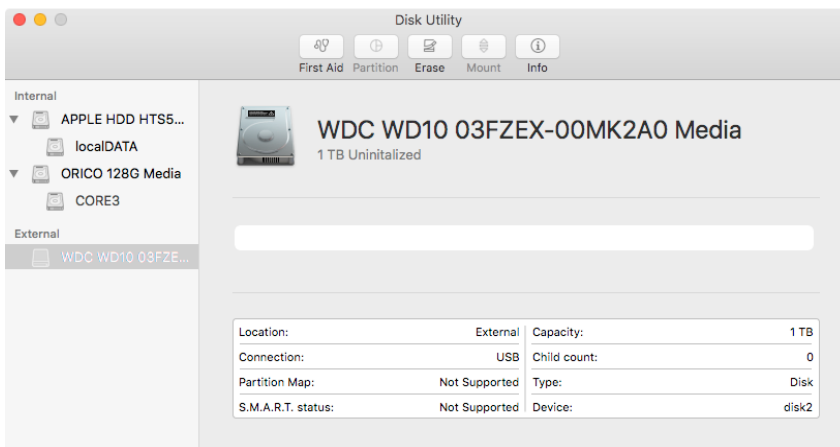 Disk Utility
First Aid Partition Erase Mount Info
Internal
APPLE HDD HTS5...
localDATA
ORICO 128G Media
CORE3
External
WDC WD10 03FZE...
WDC WD10 03FZEX-00MK2A0 Media
1 TB Uninitalized
Location: External Capacity: 1 TB
Connection: USB Child count: 0
Partition Map: Not Supported Type: Disk
S.M.A.R.T. status: Not Supported Device: disk2